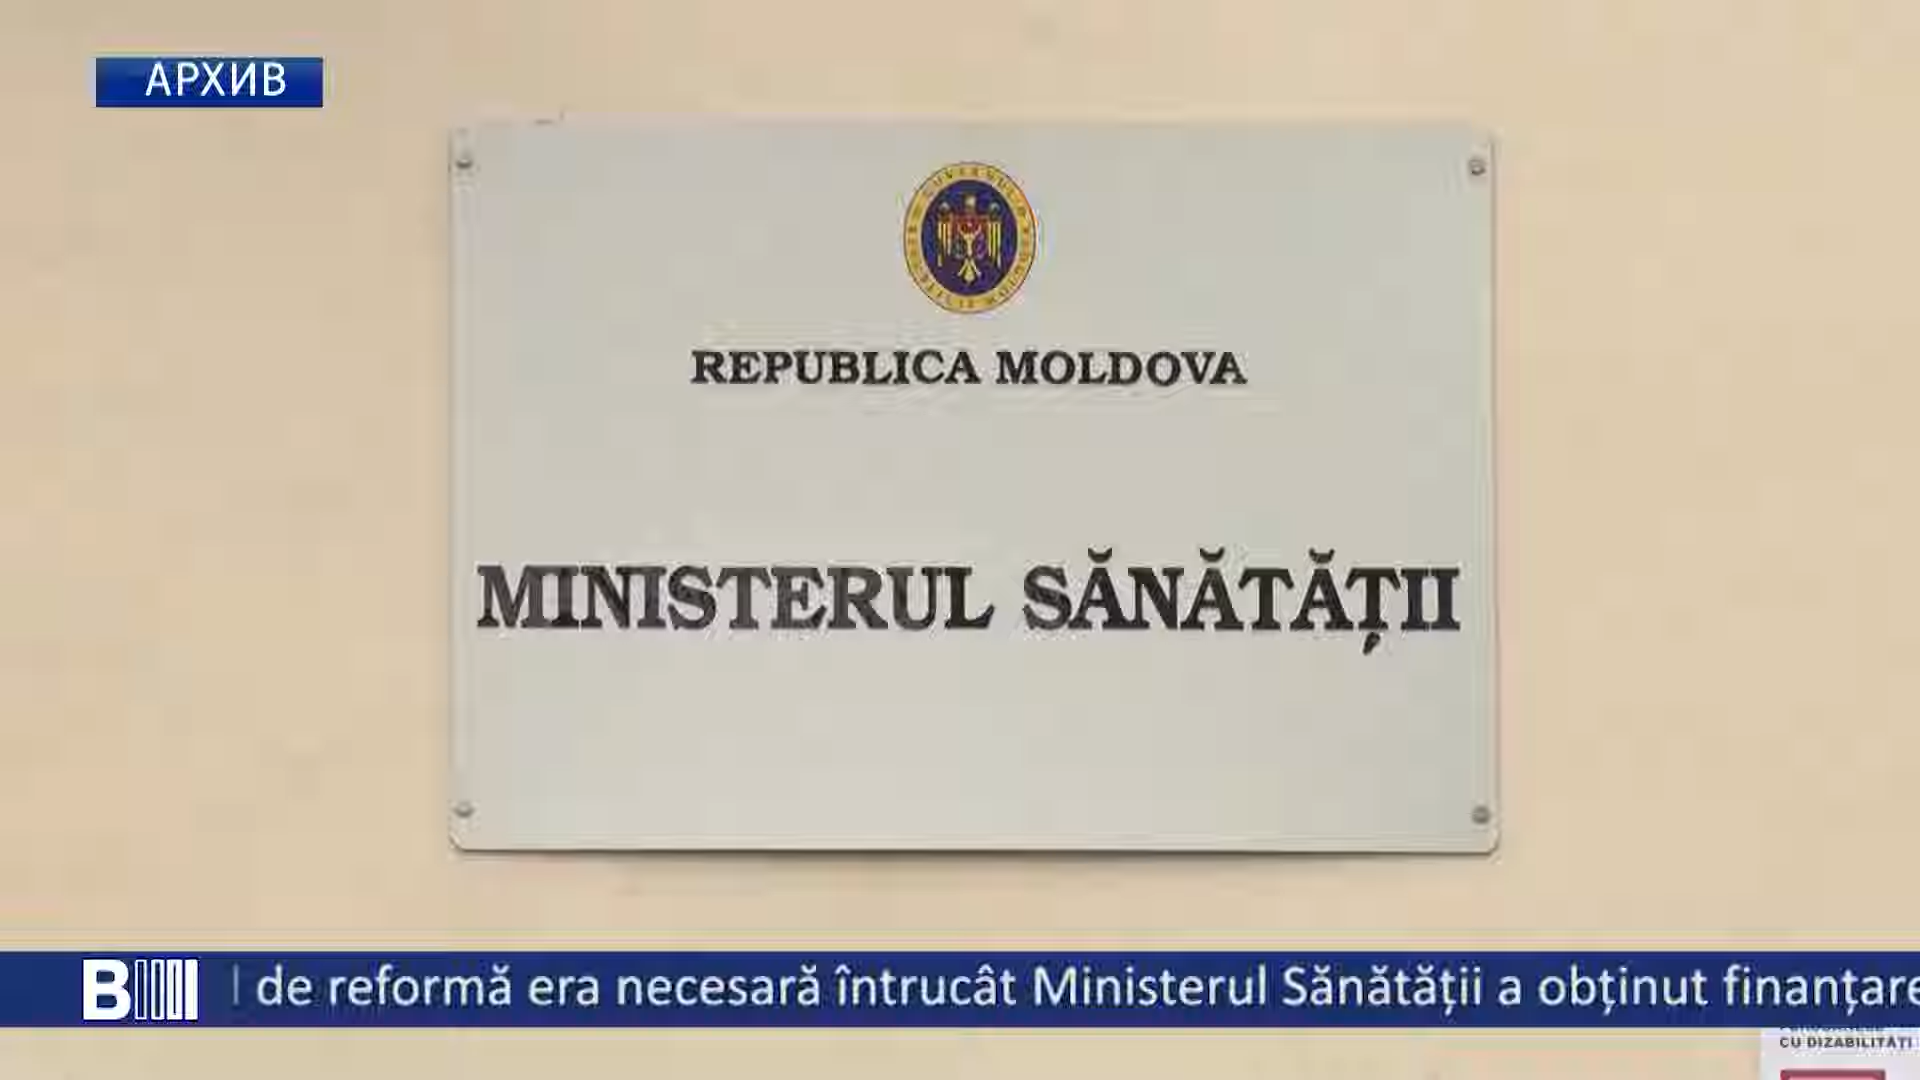 АРХИВ
REPUBLICA MOLDOVA
MINISTERUL SĂNĂTĂȚII
B
de reformă era necesară întrucât Ministerul Sănătății a obținut finanțare
CU DIZABILITĂȚI